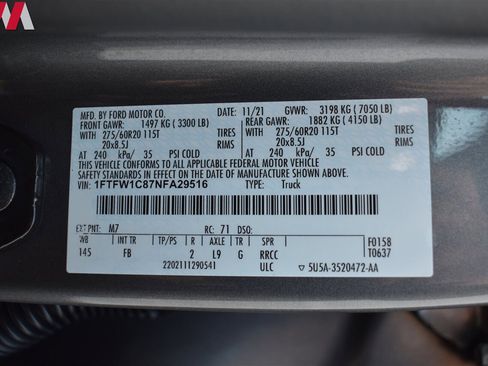 MFD. BY FORD MOTOR CO. 11/21 GVWR: 3198 KG ( 7050 LB)
FRONT GAWR: 1497 KG ( 3300 LB) REAR GAWR: 1882 KG ( 4150 LB)
WITH 275/60R20 115T TIRES WITH 275/60R20 115T TIRES
20x8.5J RIMS 20x8.5J RIMS
AT 240 kPa/ 35 PSI COLD AT 240 kPa/ 35 PSI COLD
THIS VEHICLE CONFORMS TO ALL APPLICABLE FEDERAL MOTOR VEHICLE
SAFETY STANDARDS IN EFFECT ON THE DATE OF MANUFACTURE SHOWN ABOVE.
VIN: 1FTFW1C87NFA29516 TYPE: Truck
EXT PNT: M7 RC: 71 DSO:
WB INT TR TP/PS R AXLE TR SPR F0158
145 FB 2 L9 G RRCC T0637
2202111290541 ULC 5U5A-3520472-AA